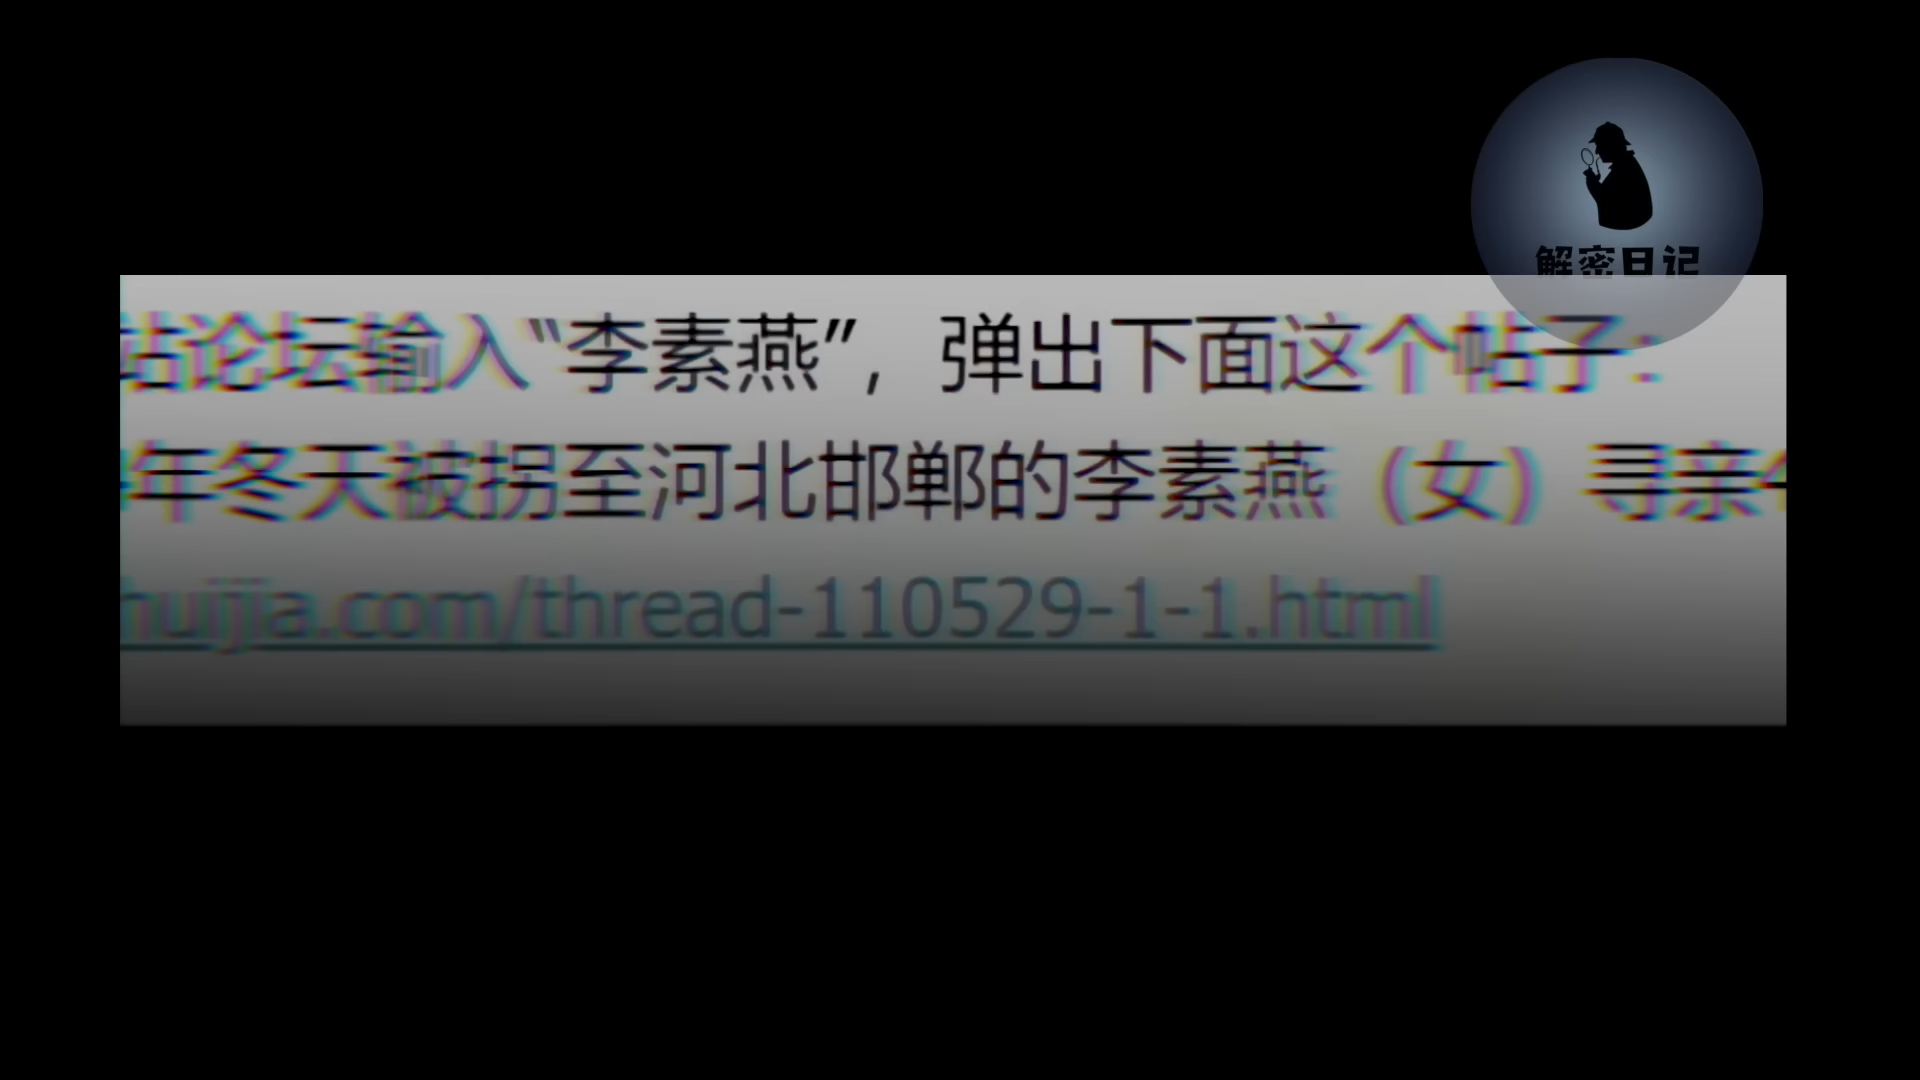 解密日记
站论坛输入“李素燕”，弹出下面这个帖子：
年冬天被拐至河北邯郸的李素燕（女）寻亲
huijia.com/thread-110529-1-1.html